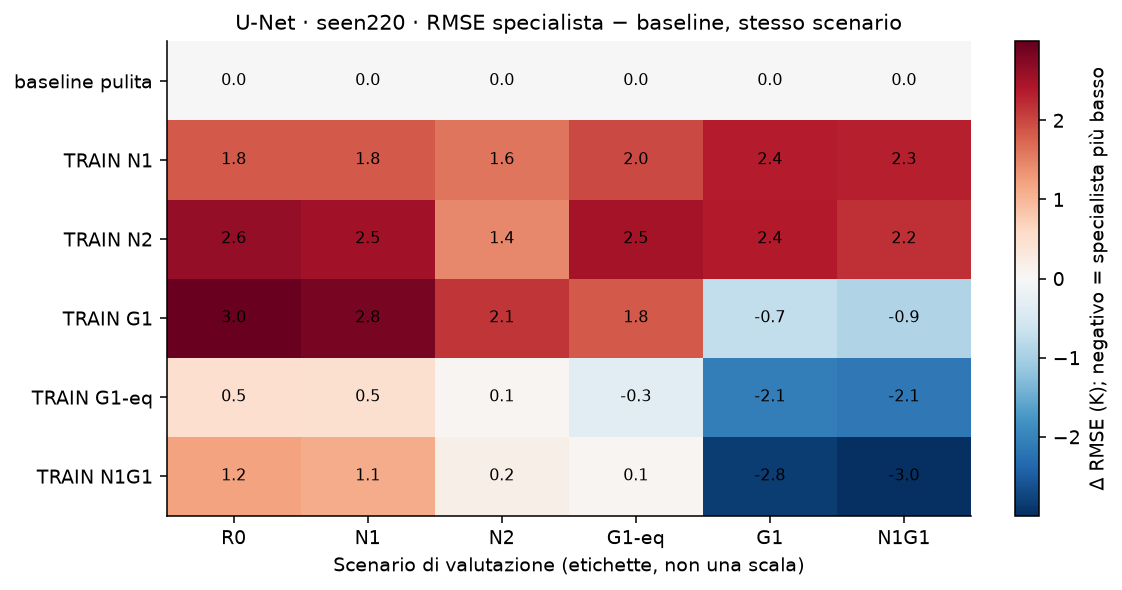 U-Net · seen220 · RMSE specialista − baseline, stesso scenario
baseline pulita 0.0 0.0 0.0 0.0 0.0 0.0
TRAIN N1 1.8 1.8 1.6 2.0 2.4 2.3
TRAIN N2 2.6 2.5 1.4 2.5 2.4 2.2
TRAIN G1 3.0 2.8 2.1 1.8 -0.7 -0.9
TRAIN G1-eq 0.5 0.5 0.1 -0.3 -2.1 -2.1
TRAIN N1G1 1.2 1.1 0.2 0.1 -2.8 -3.0
R0 N1 N2 G1-eq G1 N1G1
Scenario di valutazione (etichette, non una scala)
2
1
0
−1
−2
Δ RMSE (K); negativo = specialista più basso